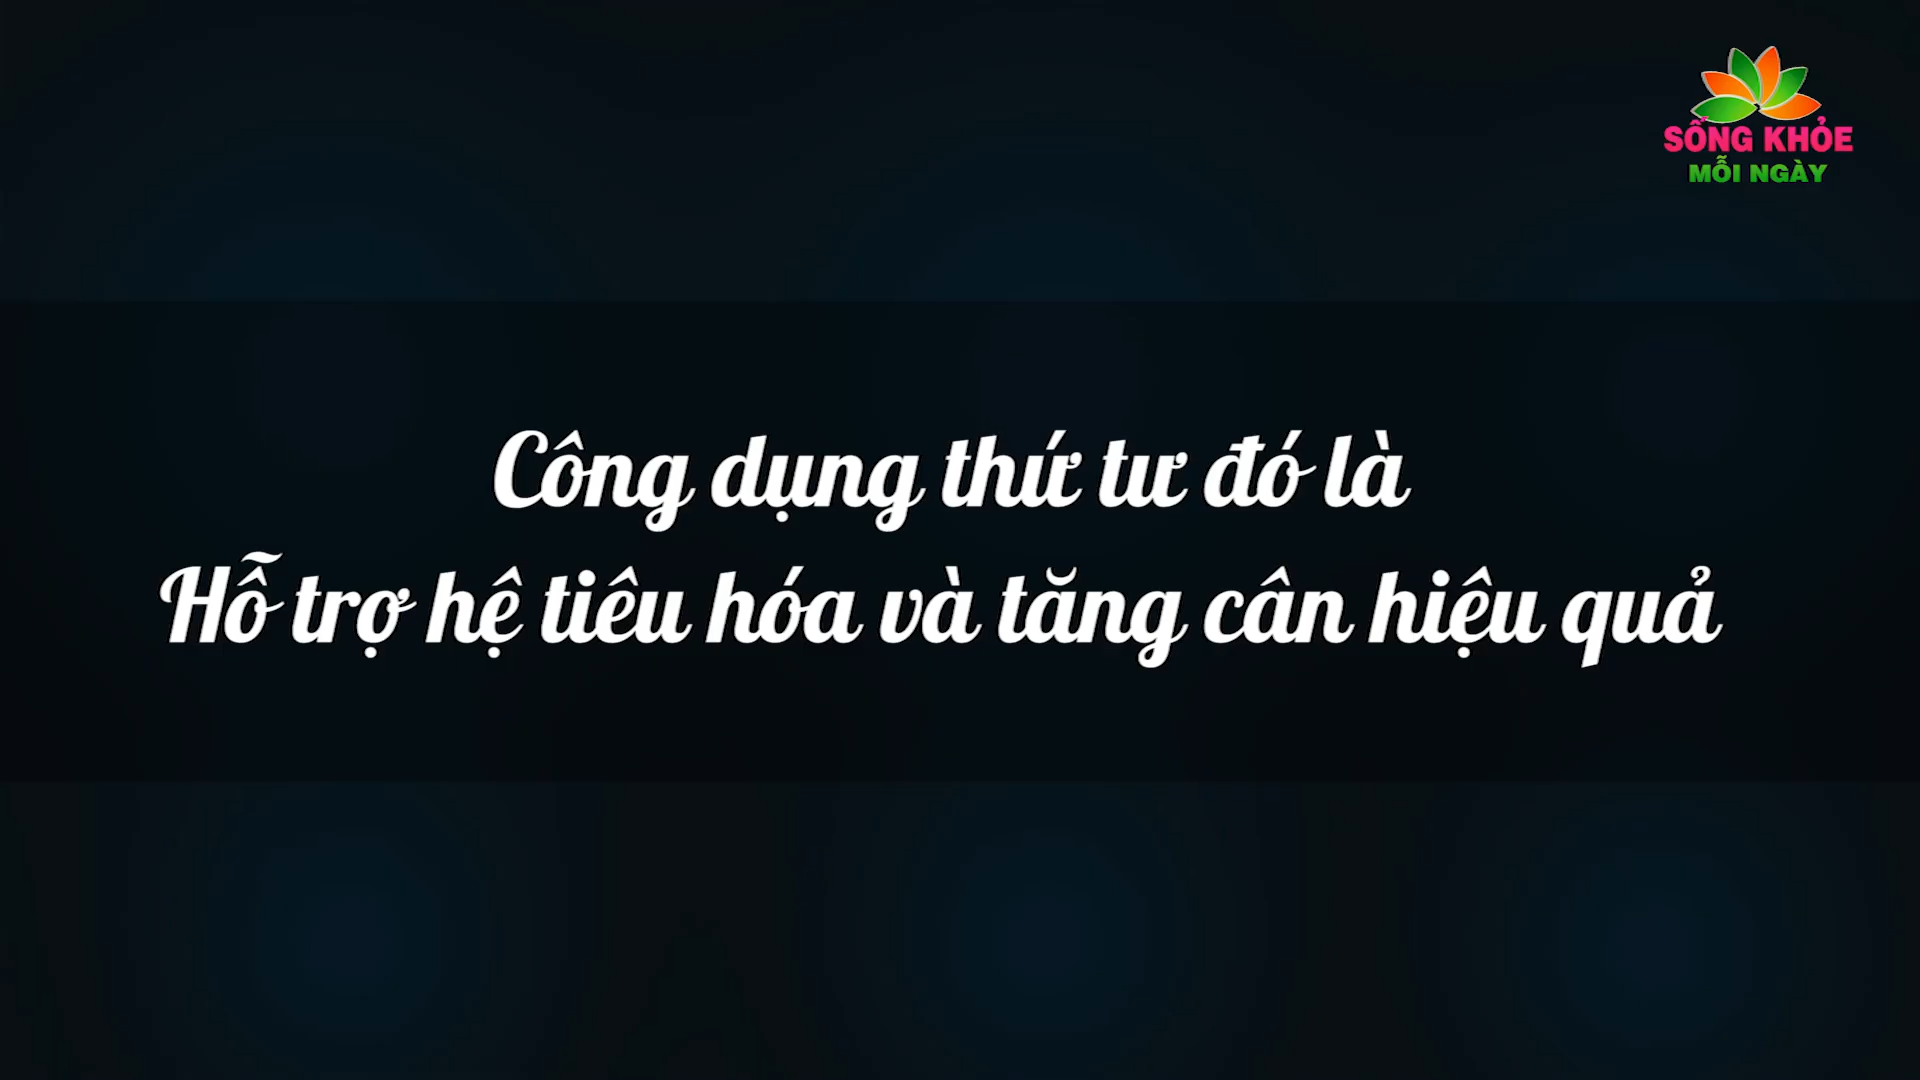 SỐNG KHỎE
MỖI NGÀY
Công dụng thứ tư đó là
Hỗ trợ hệ tiêu hóa và tăng cân hiệu quả